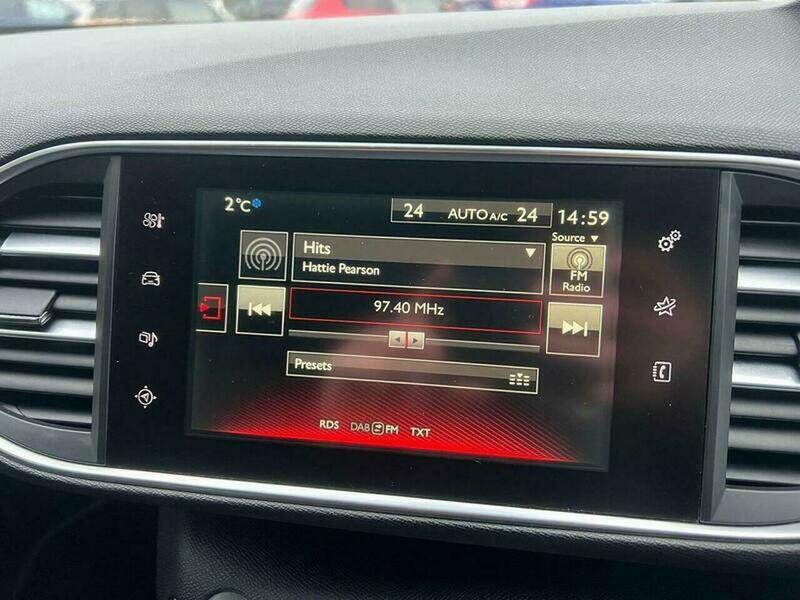 2°C
24 AUTO A/C 24
14:59
Source
Hits
Hattie Pearson
FM
Radio
97.40 MHz
Presets
RDS DAB FM TXT